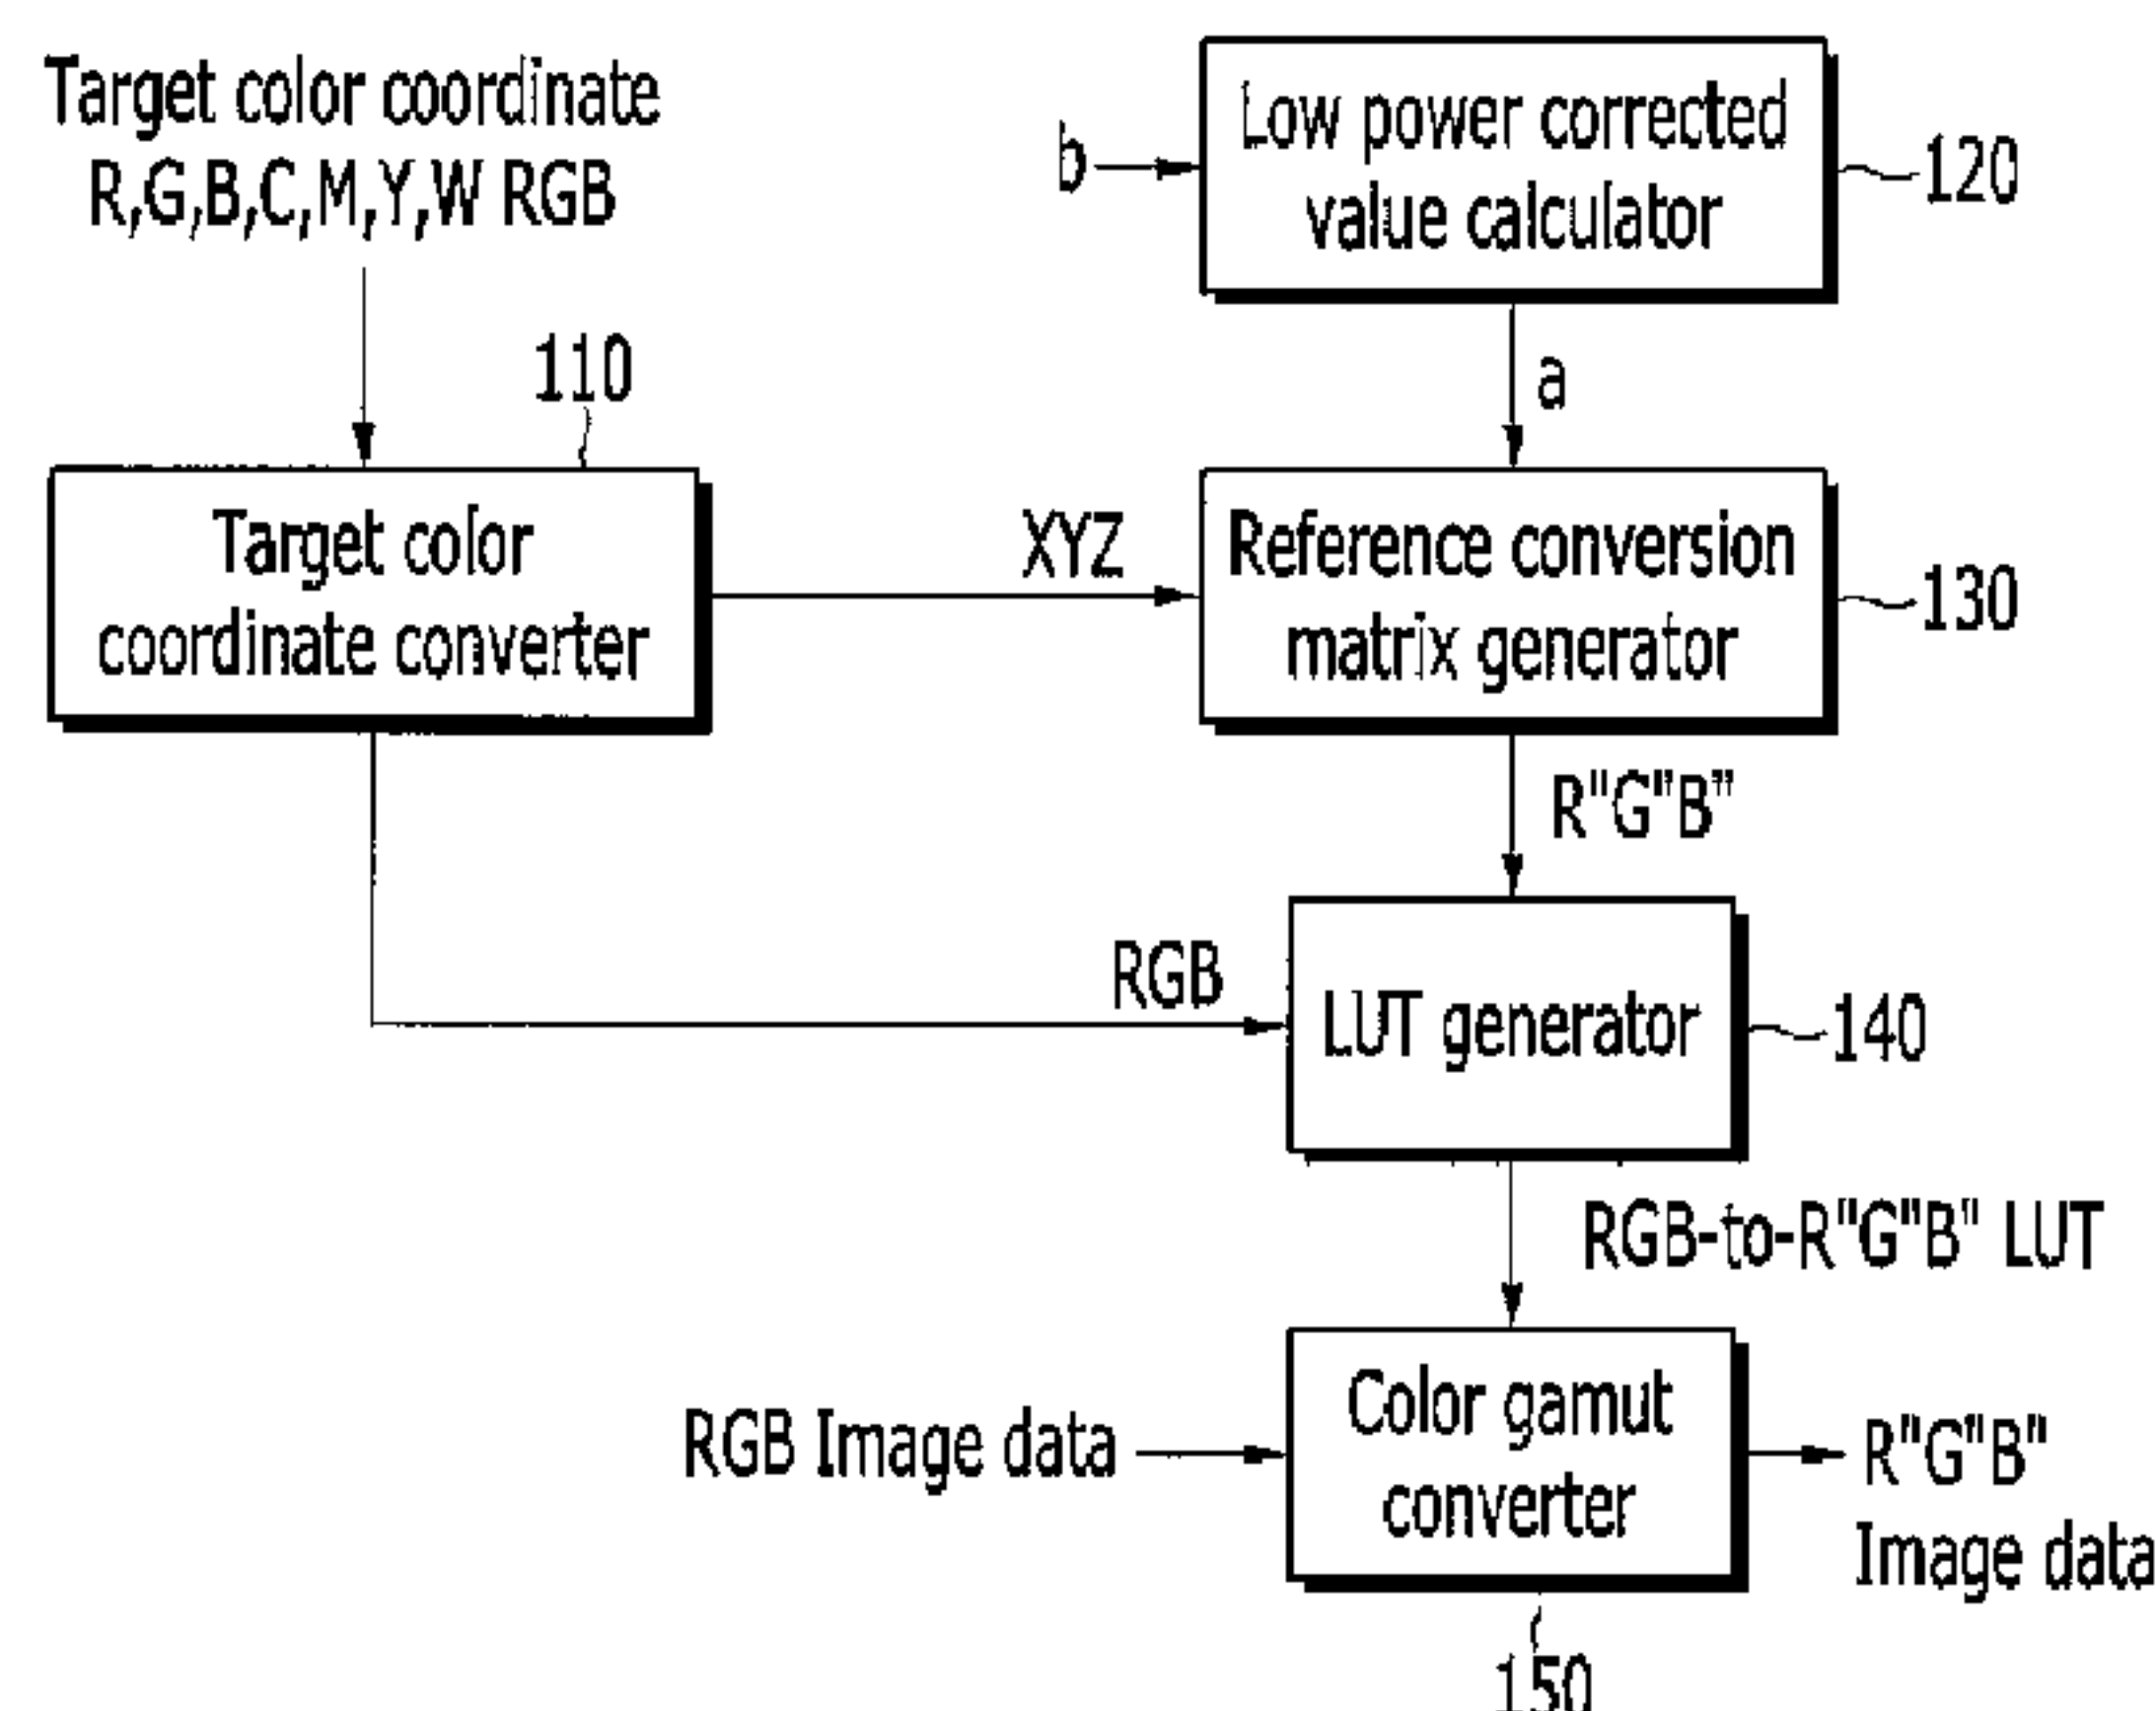 Target color coordinate
R,G,B,C,M,Y,W RGB
b
Low power corrected
value calculator
120
110
a
Target color
coordinate converter
XYZ
Reference conversion
matrix generator
130
R"G"B"
RGB
LUT generator
140
RGB-to-R"G"B" LUT
RGB Image data
Color gamut
converter
R"G"B"
Image data
150